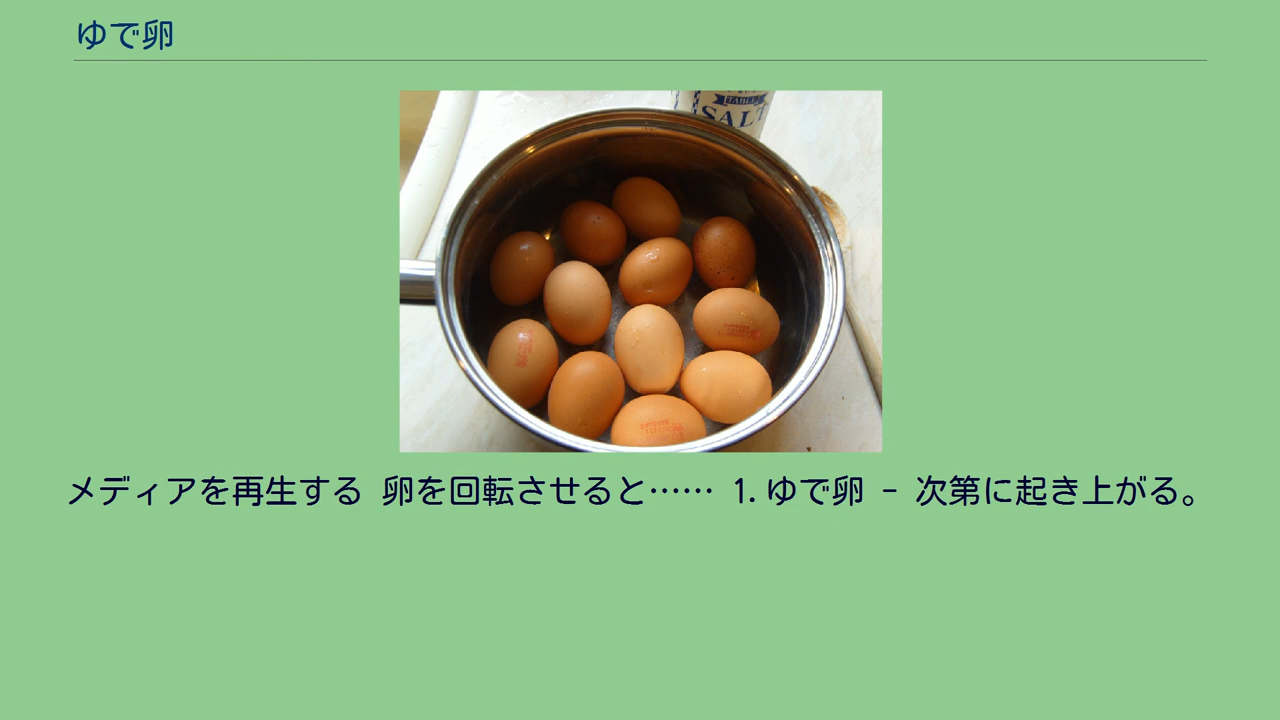 ゆで卵
TABLE
SALT
メディアを再生する 卵を回転させると…… 1.ゆで卵 - 次第に起き上がる。